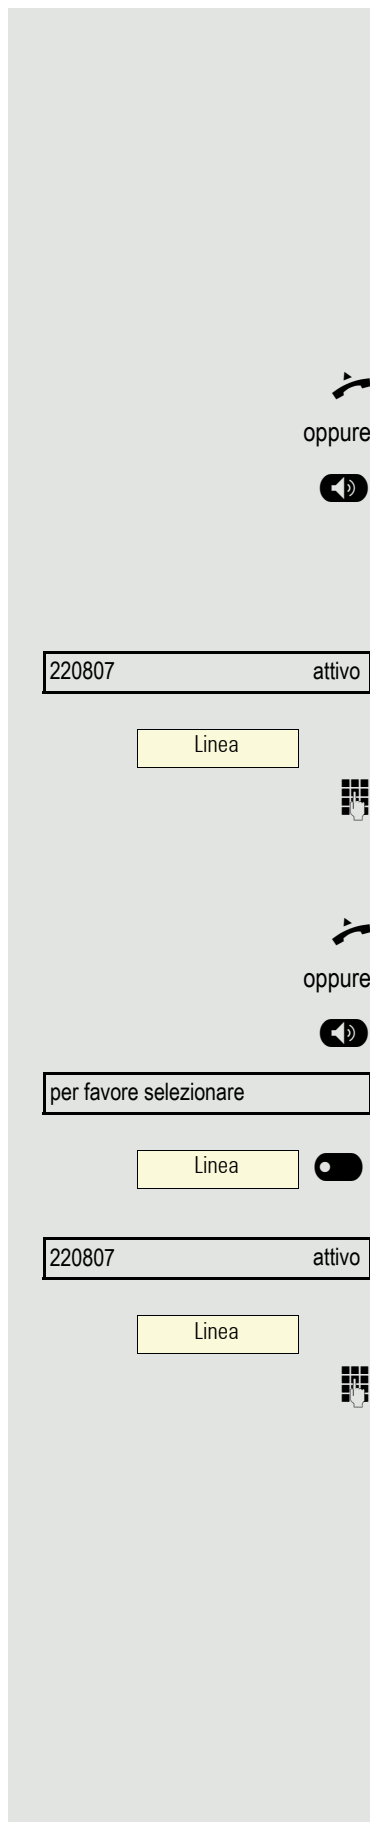 oppure
220807 attivo
Linea
oppure
per favore selezionare
Linea
220807 attivo
Linea